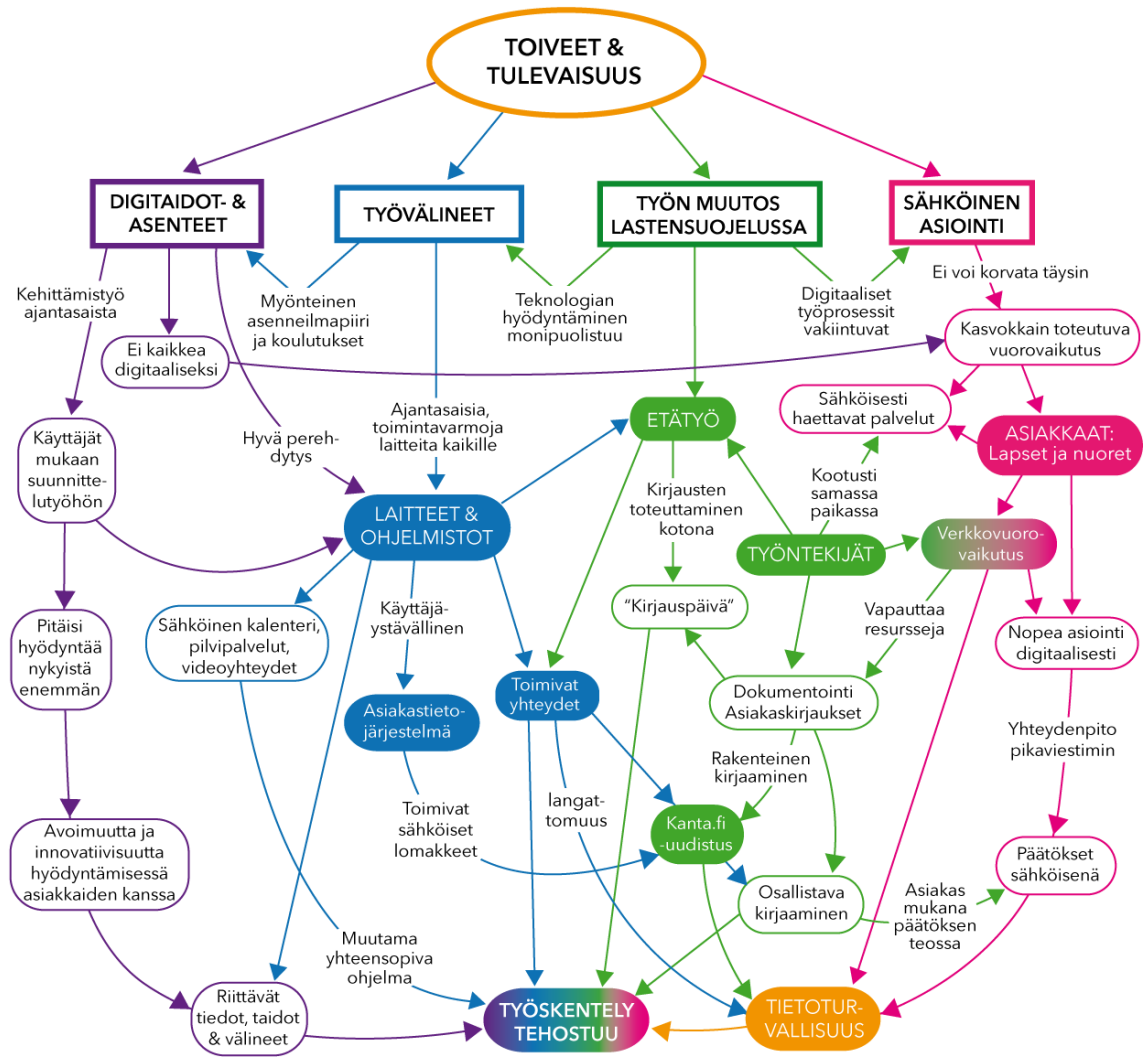 TOIVEET &
TULEVAISUUS
DIGITAIDOT- &
ASENTEET
TYÖVÄLINEET
TYÖN MUUTOS
LASTENSUOJELUSSA
SÄHKÖINEN
ASIOINTI
Kehittämistyö
ajantasaista
Myönteinen
asenneilmapiiri
ja koulutukset
Teknologian
hyödyntäminen
monipuolistuu
Digitaaliset
työprosessit
vakiintuvat
Ei voi korvata täysin
Ei kaikkea
digitaaliseksi
Kasvokkain toteutuva
vuorovaikutus
Käyttäjät
mukaan
suunnitte-
lutyöhön
Hyvä pereh-
dytys
Ajantasaisia,
toimintavarmoja
laitteita kaikille
ETÄTYÖ
Sähköisesti
haettavat palvelut
ASIAKKAAT:
Lapset ja nuoret
LAITTEET &
OHJELMISTOT
Kirjausten
toteuttaminen
kotona
Kootusti
samassa
paikassa
TYÖNTEKIJÄT
Verkkovuoro-
vaikutus
Pitäisi
hyödyntää
nykyistä
enemmän
Sähköinen kalenteri,
pilvipalvelut,
videoyhteydet
Käyttäjä-
ystävällinen
"Kirjauspäivä"
Vapauttaa
resursseja
Nopea asiointi
digitaalisesti
Asiakastieto-
järjestelmä
Toimivat
yhteydet
Dokumentointi
Asiakaskirjaukset
Yhteydenpito
pikaviestimin
Rakenteinen
kirjaaminen
Avoimuutta ja
innovatiivisuutta
hyödyntämisessä
asiakkaiden kanssa
Toimivat
sähköiset
lomakkeet
langat-
tomuus
Kanta.fi
-uudistus
Päätökset
sähköisenä
Osallistava
kirjaaminen
Asiakas
mukana
päätöksen
teossa
Muutama
yhteensopiva
ohjelma
Riittävät
tiedot, taidot
& välineet
TYÖSKENTELY
TEHOSTUU
TIETOTUR-
VALLISUUS